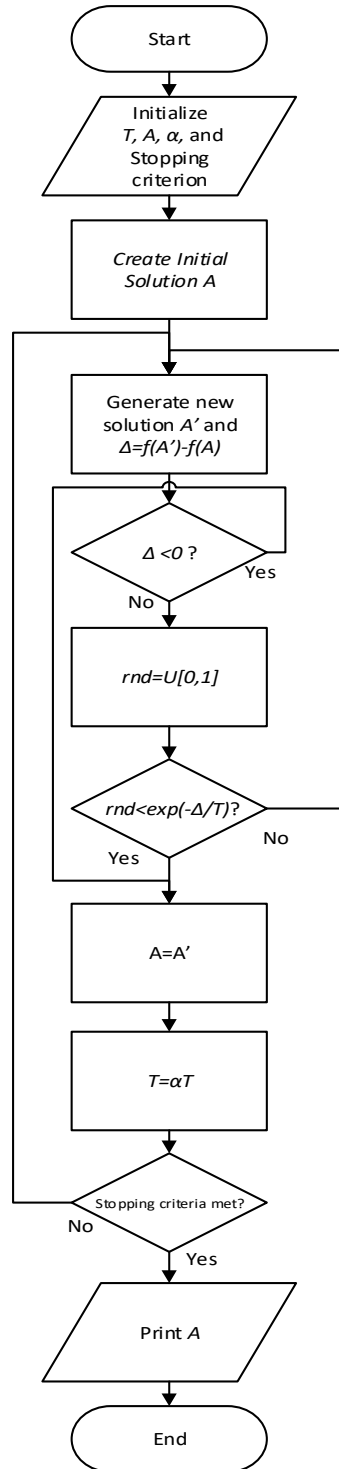 Start
Initialize
T, A, α, and
Stopping
criterion
Create Initial
Solution A
Generate new
solution A’ and
Δ=f(A’)-f(A)
Δ <0 ?
Yes
No
rnd=U[0,1]
rnd<exp(-Δ/T)?
No
Yes
A=A’
T=αT
Stopping criteria met?
No
Yes
Print A
End